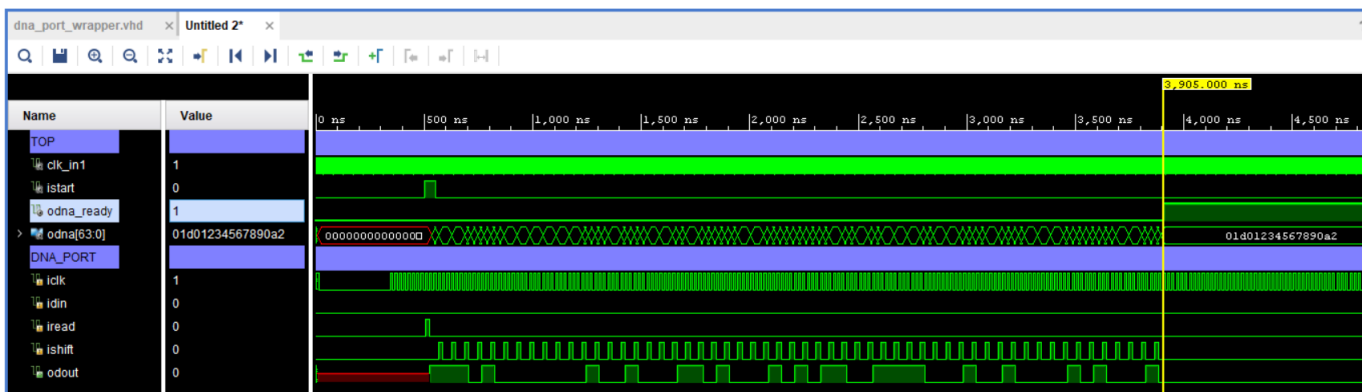 dna_port_wrapper.vhd × Untitled 2* ×
3,905.000 ns
Name Value
0 ns 500 ns 1,000 ns 1,500 ns 2,000 ns 2,500 ns 3,000 ns 3,500 ns 4,000 ns 4,500 ns
TOP
clk_in1 1
istart 0
odna_ready 1
> odna[63:0] 01d01234567890a2 0000000000000□ 01d01234567890a2
DNA_PORT
iclk 1
idin 0
iread 0
ishift 0
odout 0